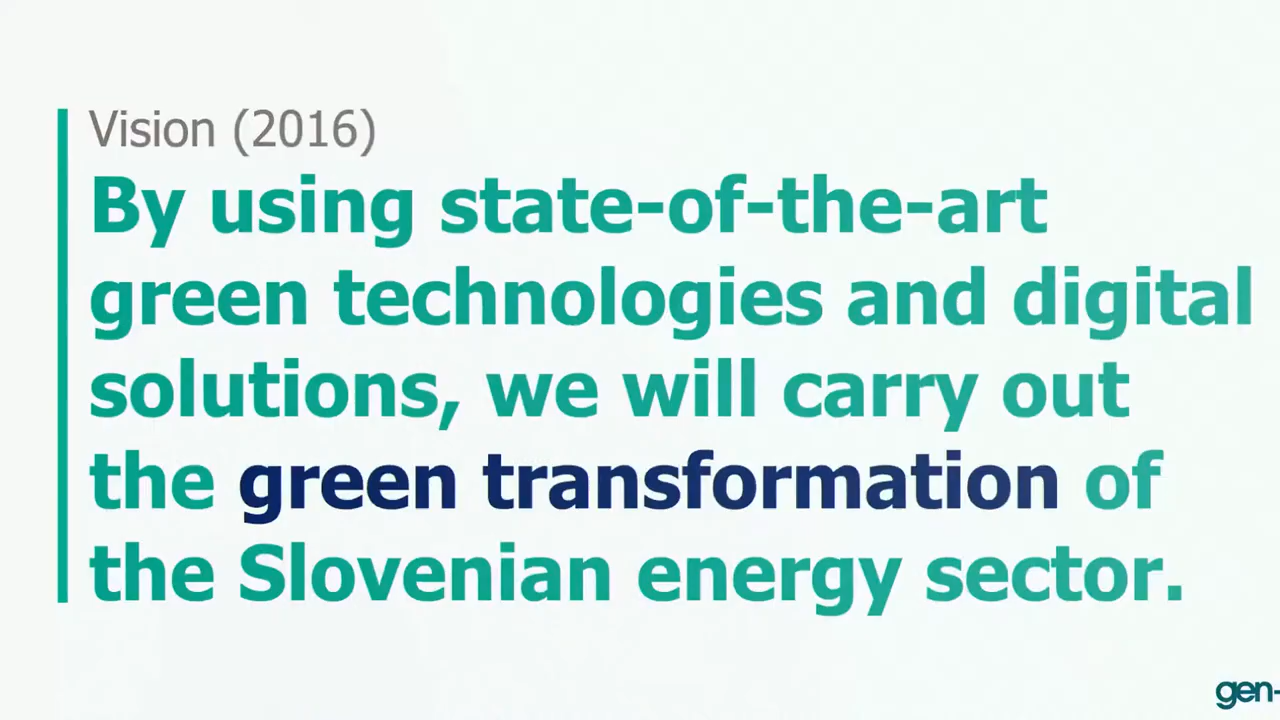 Vision (2016)
By using state-of-the-art
green technologies and digital
solutions, we will carry out
the green transformation of
the Slovenian energy sector.
gen-